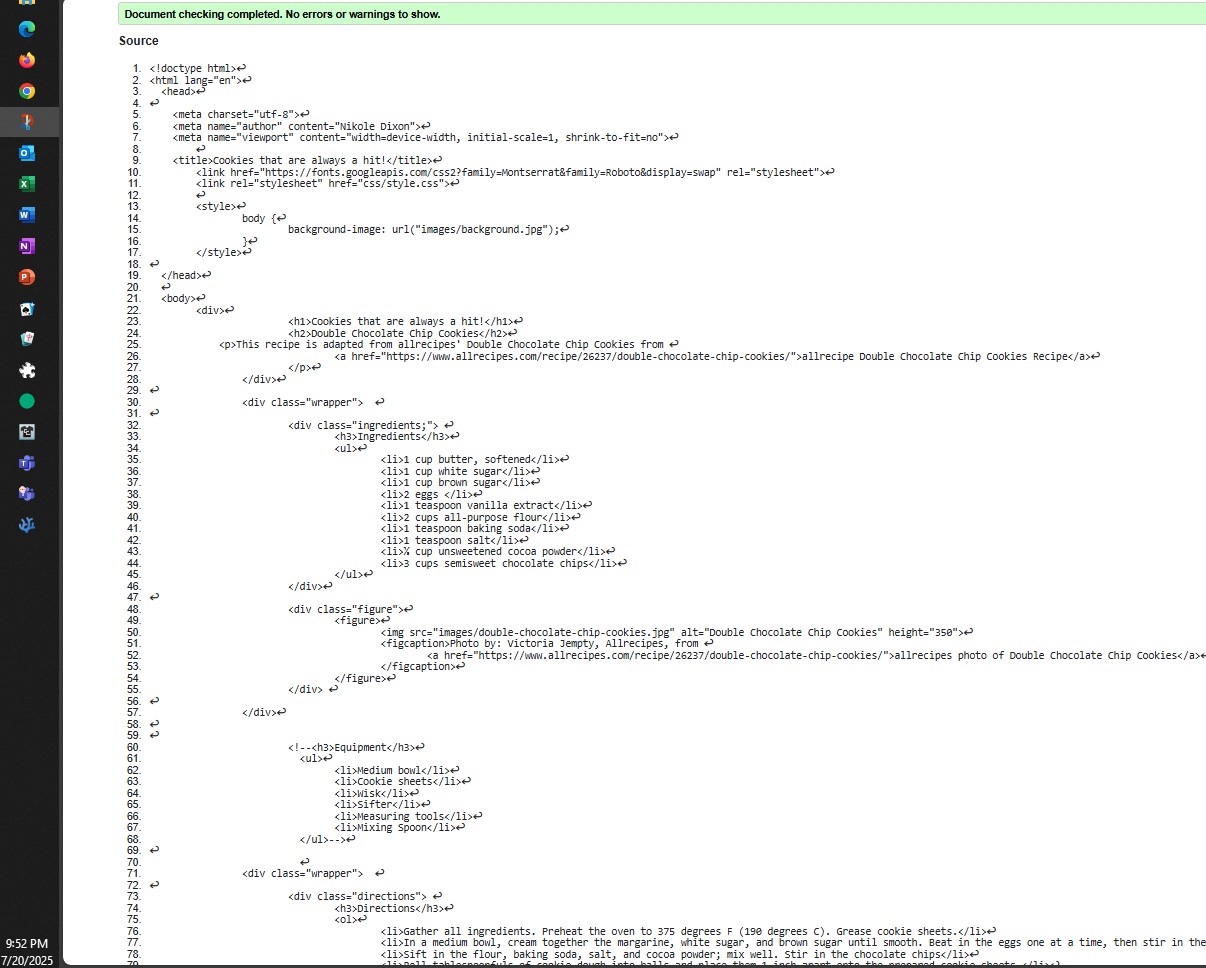 Document checking completed. No errors or warnings to show.
Source
1. <!doctype html>↩
2. <html lang="en">↩
3. <head>↩
4. ↩
5. <meta charset="utf-8">↩
6. <meta name="author" content="Nikole Dixon">↩
7. <meta name="viewport" content="width=device-width, initial-scale=1, shrink-to-fit=no">↩
8. ↩
9. <title>Cookies that are always a hit!</title>↩
10. <link href="https://fonts.googleapis.com/css2?family=Montserrat&family=Roboto&display=swap" rel="stylesheet">↩
11. <link rel="stylesheet" href="css/style.css">↩
12. ↩
13. <style>↩
14. body {↩
15. background-image: url("images/background.jpg");↩
16. }↩
17. </style>↩
18. ↩
19. </head>↩
20. ↩
21. <body>↩
22. <div>↩
23. <h1>Cookies that are always a hit!</h1>↩
24. <h2>Double Chocolate Chip Cookies</h2>↩
25. <p>This recipe is adapted from allrecipes' Double Chocolate Chip Cookies from ↩
26. <a href="https://www.allrecipes.com/recipe/26237/double-chocolate-chip-cookies/">allrecipe Double Chocolate Chip Cookies Recipe</a>↩
27. </p>↩
28. </div>↩
29. ↩
30. <div class="wrapper"> ↩
31. ↩
32. <div class="ingredients;"> ↩
33. <h3>Ingredients</h3>↩
34. <ul>↩
35. <li>1 cup butter, softened</li>↩
36. <li>1 cup white sugar</li>↩
37. <li>1 cup brown sugar</li>↩
38. <li>2 eggs </li>↩
39. <li>1 teaspoon vanilla extract</li>↩
40. <li>2 cups all-purpose flour</li>↩
41. <li>1 teaspoon baking soda</li>↩
42. <li>1 teaspoon salt</li>↩
43. cup unsweetened cocoa powder</li>↩
44. <li>3 cups semisweet chocolate chips</li>↩
45. </ul>↩
46. </div>↩
47. ↩
48. <div class="figure">↩
49. <figure>↩
50. <img src="images/double-chocolate-chip-cookies.jpg" alt="Double Chocolate Chip Cookies" height="350">↩
51. <figcaption>Photo by: Victoria Jempty, Allrecipes, from ↩
52. <a href="https://www.allrecipes.com/recipe/26237/double-chocolate-chip-cookies/">allrecipes photo of Double Chocolate Chip Cookies</a>↩
53. </figcaption>↩
54. </figure>↩
55. </div> ↩
56. ↩
57. </div>↩
58. ↩
59. ↩
60. <!--<h3>Equipment</h3>↩
61. <ul>↩
62. <li>Medium bowl</li>↩
63. <li>Cookie sheets</li>↩
64. <li>Wisk</li>↩
65. <li>Sifter</li>↩
66. <li>Measuring tools</li>↩
67. <li>Mixing Spoon</li>↩
68. </ul>-->↩
69. ↩
70. ↩
71. <div class="wrapper"> ↩
72. ↩
73. <div class="directions"> ↩
74. <h3>Directions</h3>↩
75. <ol>↩
76. <li>Gather all ingredients. Preheat the oven to 375 degrees F (190 degrees C). Grease cookie sheets.</li>↩
77. <li>In a medium bowl, cream together the margarine, white sugar, and brown sugar until smooth. Beat in the eggs one at a time, then stir in the
78. <li>Sift in the flour, baking soda, salt, and cocoa powder; mix well. Stir in the chocolate chips</li>↩
9:52 PM
7/20/2025